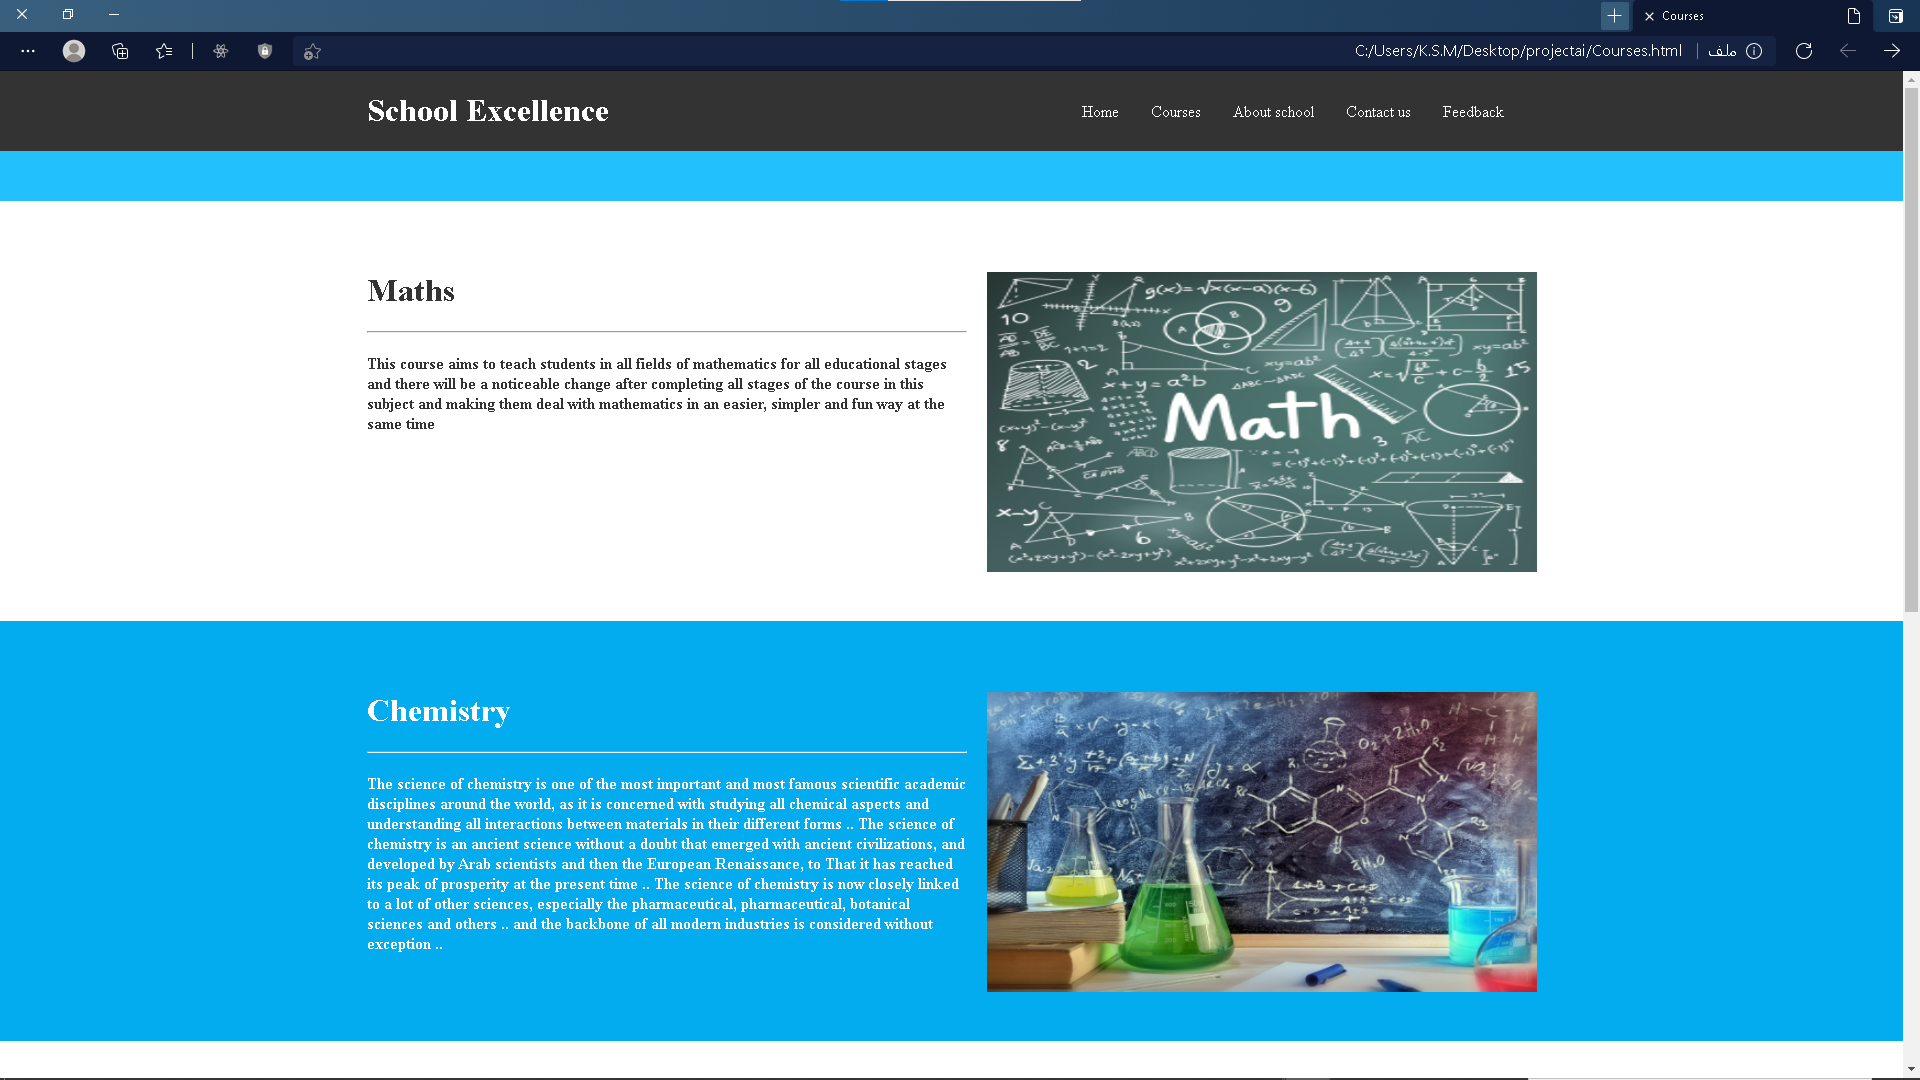 Courses
C:/Users/K.S.M/Desktop/projectai/Courses.html | ملف
School Excellence
Home Courses About school Contact us Feedback
Maths
This course aims to teach students in all fields of mathematics for all educational stages
and there will be a noticeable change after completing all stages of the course in this
subject and making them deal with mathematics in an easier, simpler and fun way at the
same time
Math
Chemistry
The science of chemistry is one of the most important and most famous scientific academic
disciplines around the world, as it is concerned with studying all chemical aspects and
understanding all interactions between materials in their different forms .. The science of
chemistry is an ancient science without a doubt that emerged with ancient civilizations, and
developed by Arab scientists and then the European Renaissance, to That it has reached
its peak of prosperity at the present time .. The science of chemistry is now closely linked
to a lot of other sciences, especially the pharmaceutical, pharmaceutical, botanical
sciences and others .. and the backbone of all modern industries is considered without
exception ..